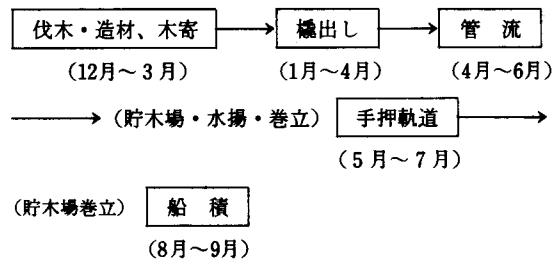 伐木・造材、木寄 → 橇出し → 管 流
(12月～3月) (1月～4月) (4月～6月)
→ (貯木場・水揚・巻立) 手押軌道 →
(5月～7月)
(貯木場巻立) 船 積
(8月～9月)